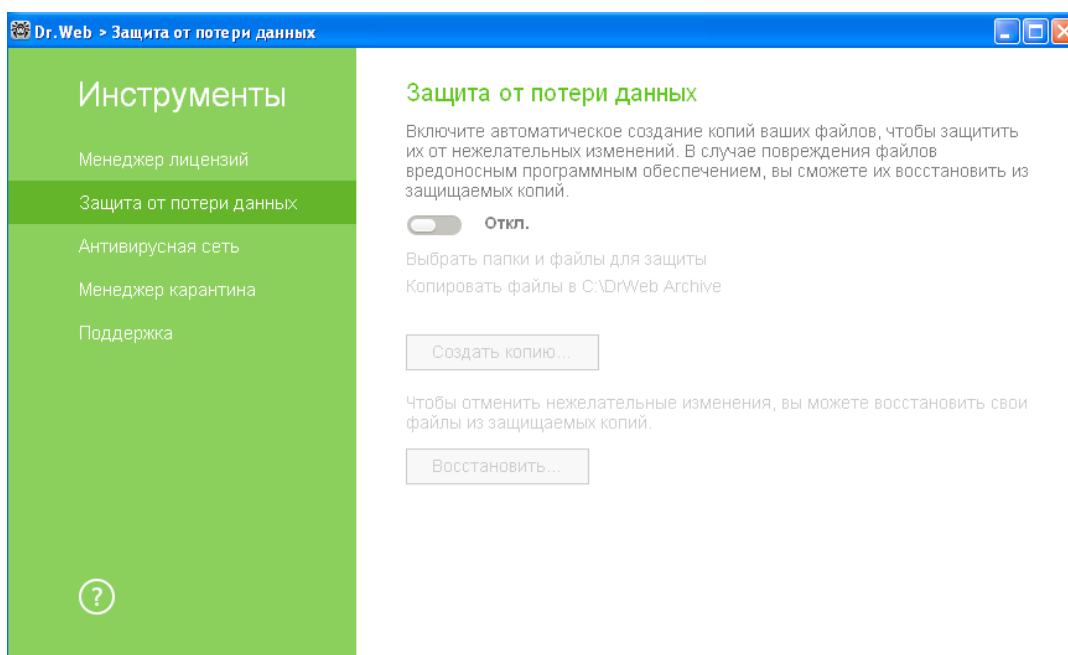 Dr.Web > Защита от потери данных
Инструменты
Менеджер лицензий
Защита от потери данных
Антивирусная сеть
Менеджер карантина
Поддержка
?
Защита от потери данных
Включите автоматическое создание копий ваших файлов, чтобы защитить
их от нежелательных изменений. В случае повреждения файлов
вредоносным программным обеспечением, вы сможете их восстановить из
защищаемых копий.
Откл.
Выбрать папки и файлы для защиты
Копировать файлы в C:\DrWeb Archive
Создать копию...
Чтобы отменить нежелательные изменения, вы можете восстановить свои
файлы из защищаемых копий.
Восстановить...